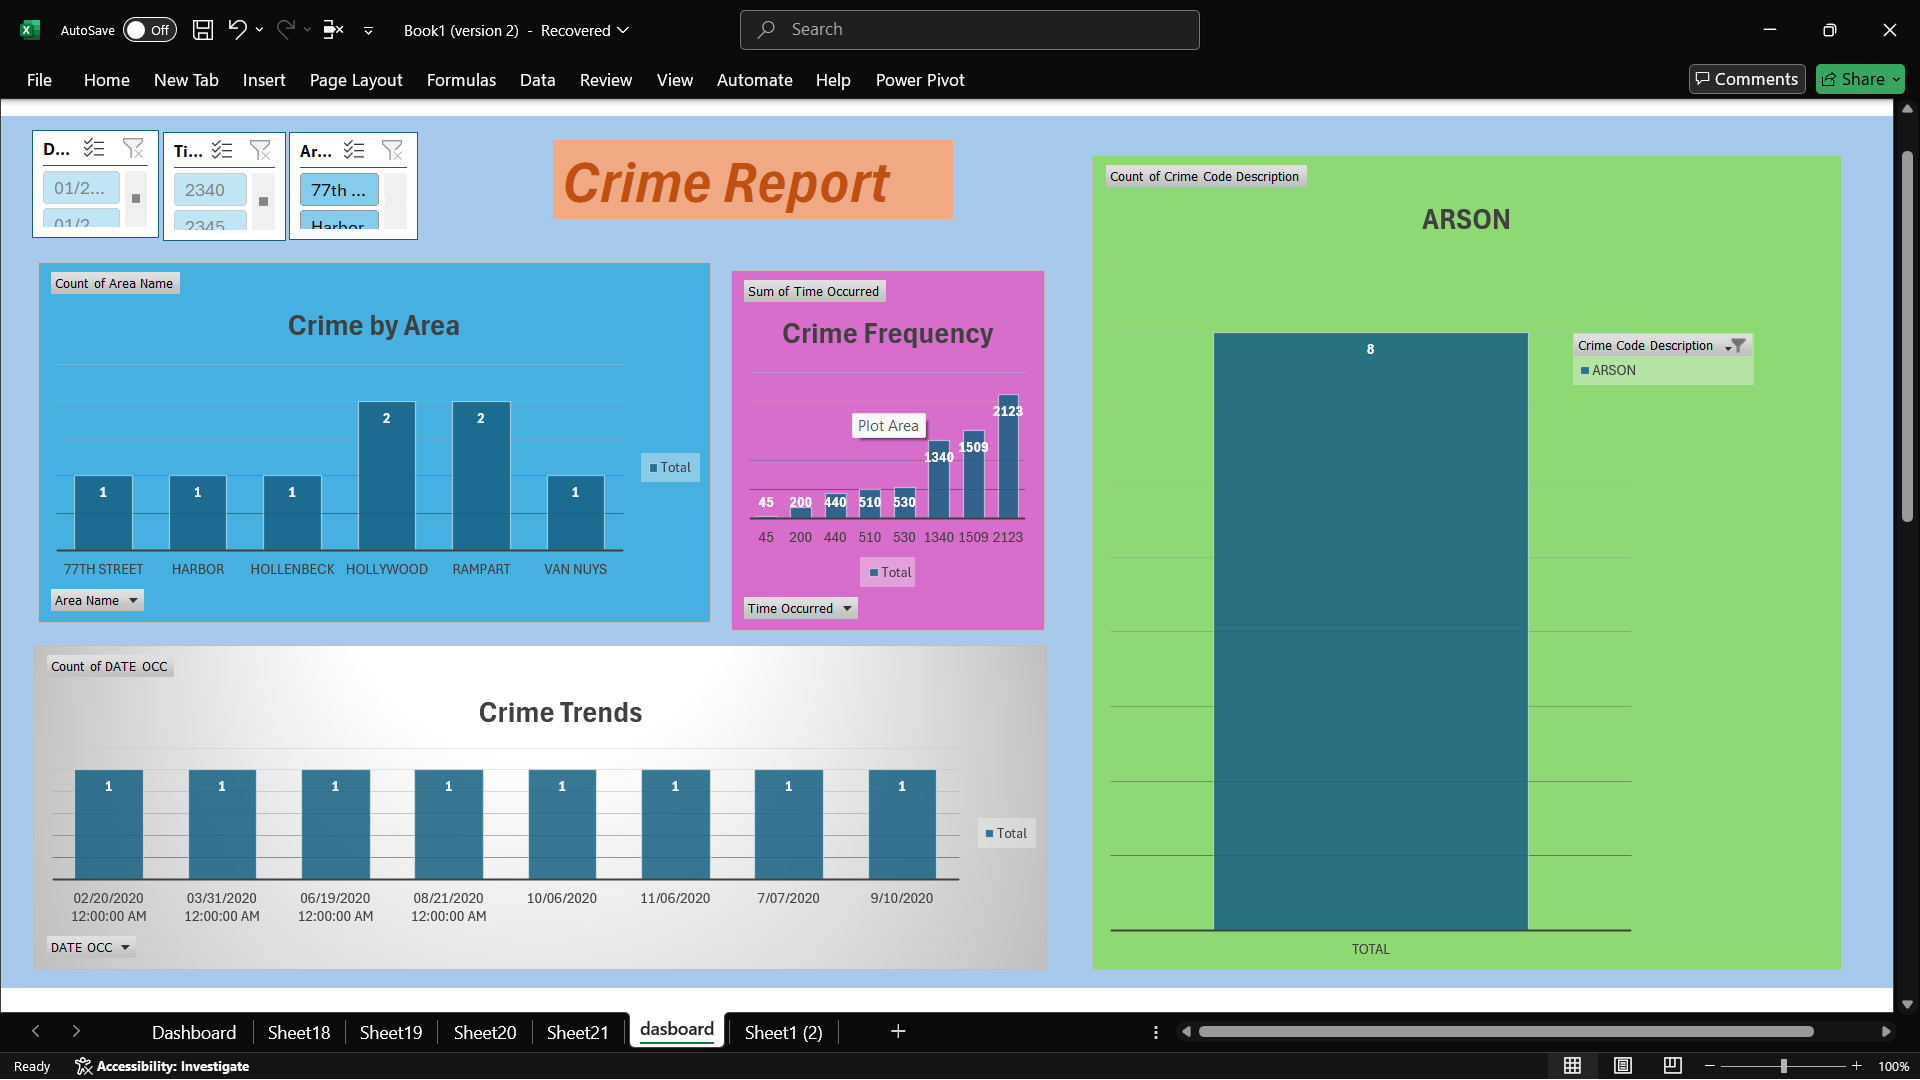 AutoSave Off Book1 (version 2) - Recovered Search
File Home New Tab Insert Page Layout Formulas Data Review View Automate Help Power Pivot Comments Share
D... Ti... Ar...
01/2... 2340 77th ...
01/2 2345 Harbor
Crime Report
Count of Area Name
Crime by Area
1 1 1 2 2 1
Total
77TH STREET HARBOR HOLLENBECK HOLLYWOOD RAMPART VAN NUYS
Area Name
Sum of Time Occurred
Crime Frequency
Plot Area
45 200 440 510 530 1340 1509 2123
45 200 440 510 530 1340 1509 2123
Total
Time Occurred
Count of DATE OCC
Crime Trends
1 1 1 1 1 1 1 1
Total
02/20/2020 03/31/2020 06/19/2020 08/21/2020 10/06/2020 11/06/2020 7/07/2020 9/10/2020
12:00:00 AM 12:00:00 AM 12:00:00 AM 12:00:00 AM
DATE OCC
Count of Crime Code Description
ARSON
8
Crime Code Description
ARSON
TOTAL
Dashboard Sheet18 Sheet19 Sheet20 Sheet21 dasboard Sheet1 (2)
Ready Accessibility: Investigate 100%